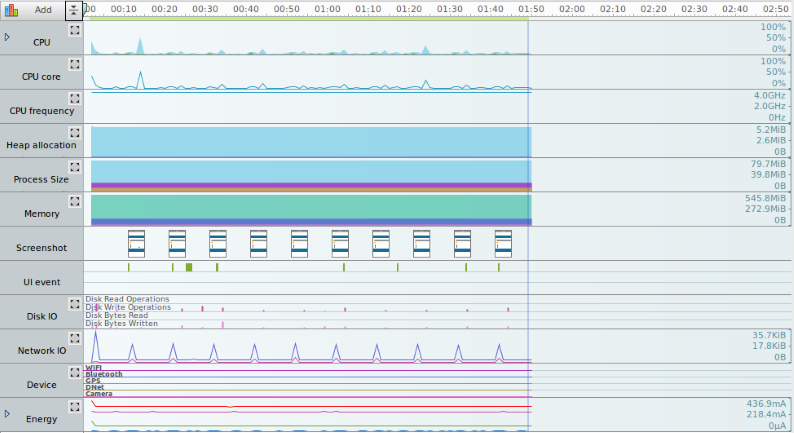 Add 00 00:10 00:20 00:30 00:40 00:50 01:00 01:10 01:20 01:30 01:40 01:50 02:00 02:10 02:20 02:30 02:40 02:50
CPU
100%
50%
0%
CPU core
100%
50%
0%
CPU frequency
4.0GHz
2.0GHz
0Hz
Heap allocation
5.2MiB
2.6MiB
0B
Process Size
79.7MiB
39.8MiB
0B
Memory
545.8MiB
272.9MiB
0B
Screenshot
UI event
Disk IO
Disk Read Operations
Disk Write Operations
Disk Bytes Read
Disk Bytes Written
Network IO
35.7KiB
17.8KiB
0B
Device
WIFI
Bluetooth
GPS
DNet
Camera
Energy
436.9mA
218.4mA
0µA